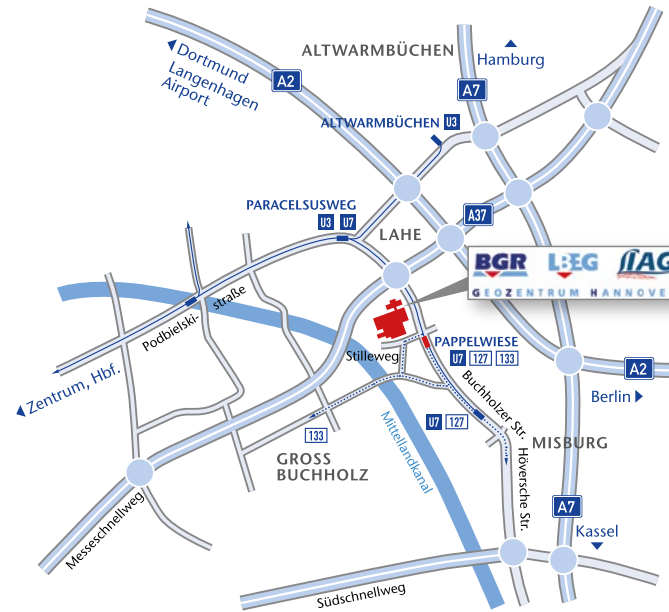 ALTWARMBÜCHEN
Dortmund
Langenhagen
Airport
A2
Hamburg
A7
ALTWARMBÜCHEN U3
PARACELSUSWEG
U3 U7
A37
LAHE
BGR LBEG LIAG
GEOZENTRUM HANNOVE
Podbielski-
straße
Stilleweg
PAPPELWIESE
U7 127 133
Zentrum, Hbf.
A2
Berlin
Buchholzer Str.
U7 127
133
GROSS
BUCHHOLZ
Mittellandkanal
MISBURG
Höversche Str.
Messeschnellweg
A7
Kassel
Südschnellweg